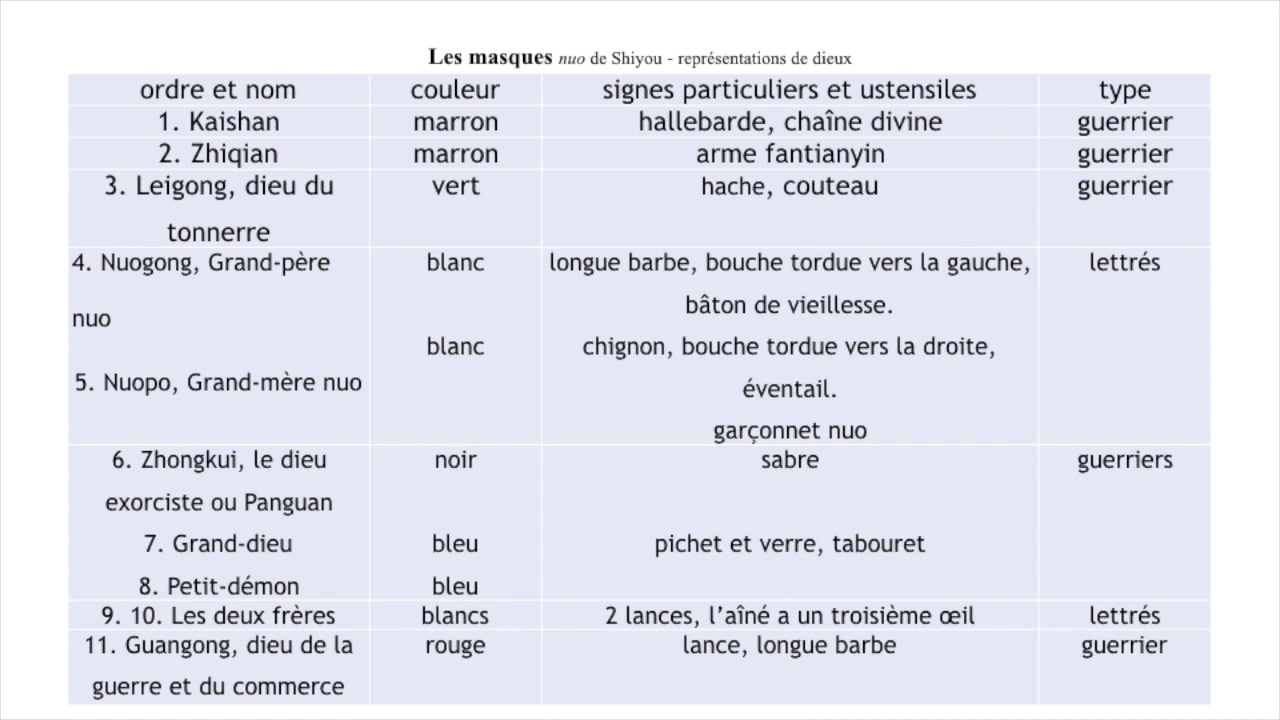 Les masques nuo de Shiyou - représentations de dieux
ordre et nom couleur signes particuliers et ustensiles type
1. Kaishan marron hallebarde, chaîne divine guerrier
2. Zhiqian marron arme fantianyin guerrier
3. Leigong, dieu du vert hache, couteau guerrier
tonnerre
4. Nuogong, Grand-père blanc longue barbe, bouche tordue vers la gauche, lettrés
bâton de vieillesse.
nuo
blanc chignon, bouche tordue vers la droite,
5. Nuopo, Grand-mère nuo éventail.
garçonnet nuo
6. Zhongkui, le dieu noir sabre guerriers
exorciste ou Panguan
7. Grand-dieu bleu pichet et verre, tabouret
8. Petit-démon bleu
9. 10. Les deux frères blancs 2 lances, l’aîné a un troisième œil lettrés
11. Guangong, dieu de la rouge lance, longue barbe guerrier
guerre et du commerce